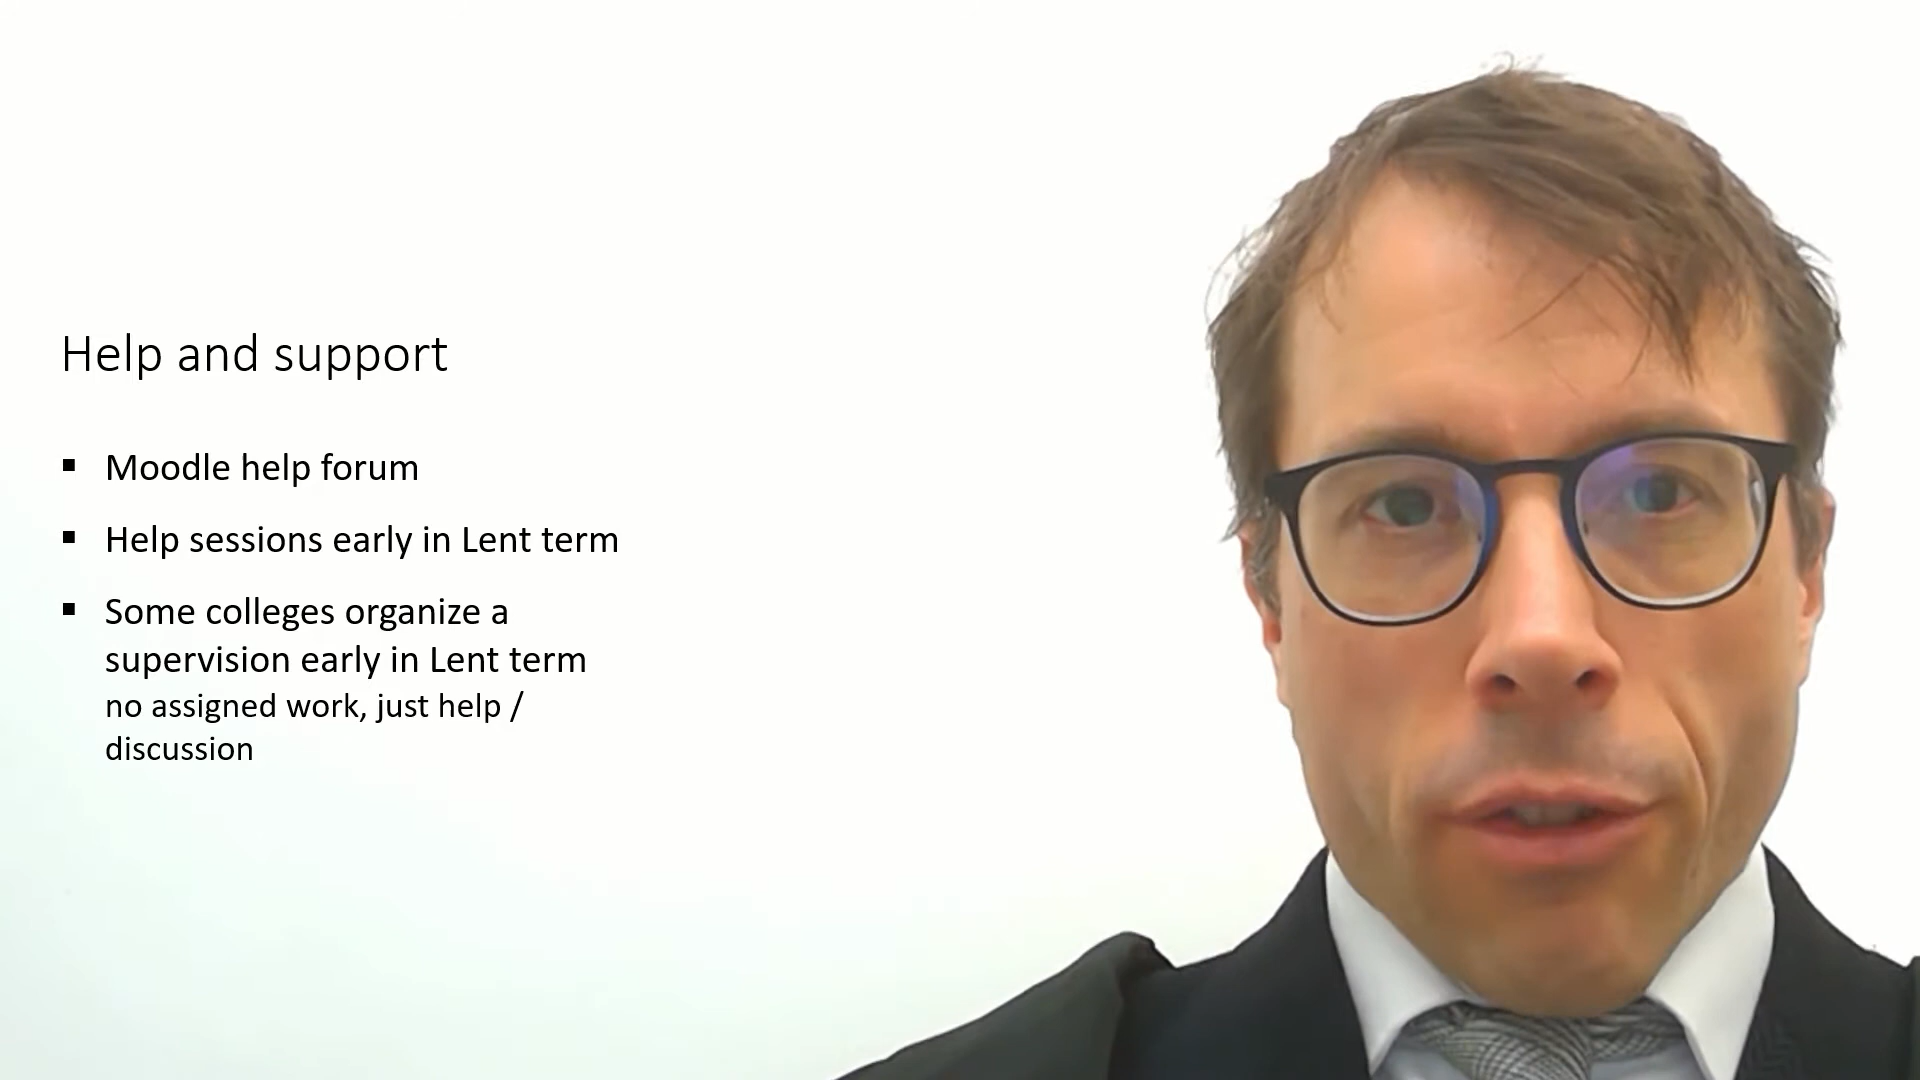 Help and support
▪ Moodle help forum
▪ Help sessions early in Lent term
▪ Some colleges organize a
supervision early in Lent term
no assigned work, just help /
discussion